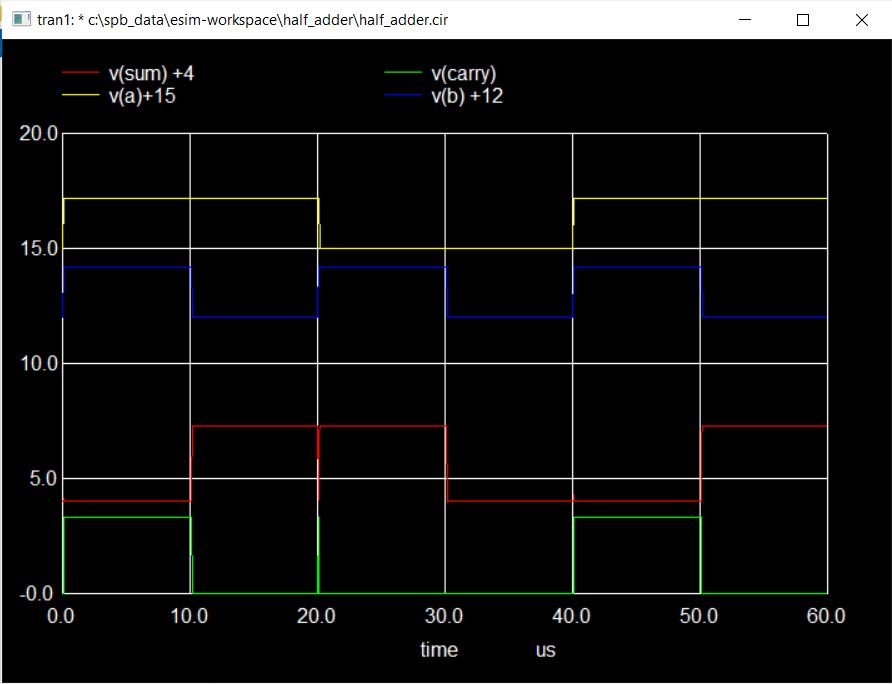 tran1: * c:\spb_data\esim-workspace\half_adder\half_adder.cir
v(sum) +4 v(carry)
v(a)+15 v(b) +12
20.0
15.0
10.0
5.0
-0.0
0.0 10.0 20.0 30.0 40.0 50.0 60.0
time us